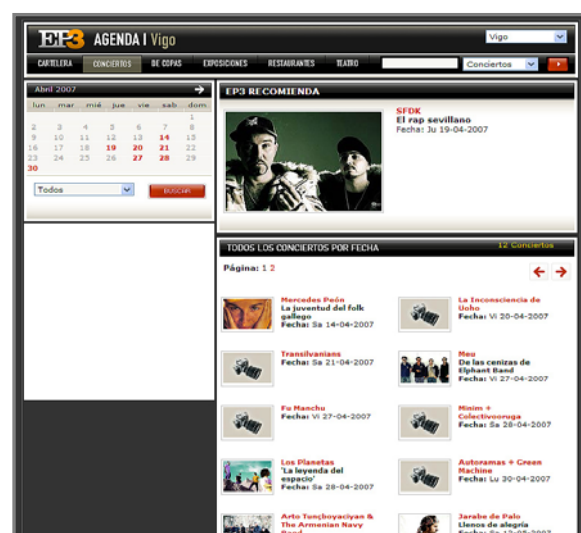 EP3 AGENDA | Vigo
Vigo
CARTELERA CONCIERTOS DE COPAS EXPOSICIONES RESTAURANTES TEATRO
Conciertos
Abril 2007
lun mar mié jue vie sab dom
1
2 3 4 5 6 7 8
9 10 11 12 13 14 15
16 17 18 19 20 21 22
23 24 25 26 27 28 29
30
Todos
BUSCAR
EP3 RECOMIENDA
SFDK
El rap sevillano
Fecha: Ju 19-04-2007
TODOS LOS CONCIERTOS POR FECHA
12 Conciertos
Página: 1 2
Mercedes Peón
La juventud del folk
gallego
Fecha: Sa 14-04-2007
La Inconsciencia de
Uoho
Fecha: Vi 20-04-2007
Transilvanians
Fecha: Sa 21-04-2007
Meu
De las cenizas de
Elphant Band
Fecha: Vi 27-04-2007
Fu Manchu
Fecha: Vi 27-04-2007
Minim +
Colectivooruga
Fecha: Sa 28-04-2007
Los Planetas
'La leyenda del
espacio'
Fecha: Sa 28-04-2007
Autoramas + Green
Machine
Fecha: Lu 30-04-2007
Arto Tunçboyaciyan &
The Armenian Navy
Band
Jarabe de Palo
Llenos de alegría
Fecha: Sa 12-05-2007